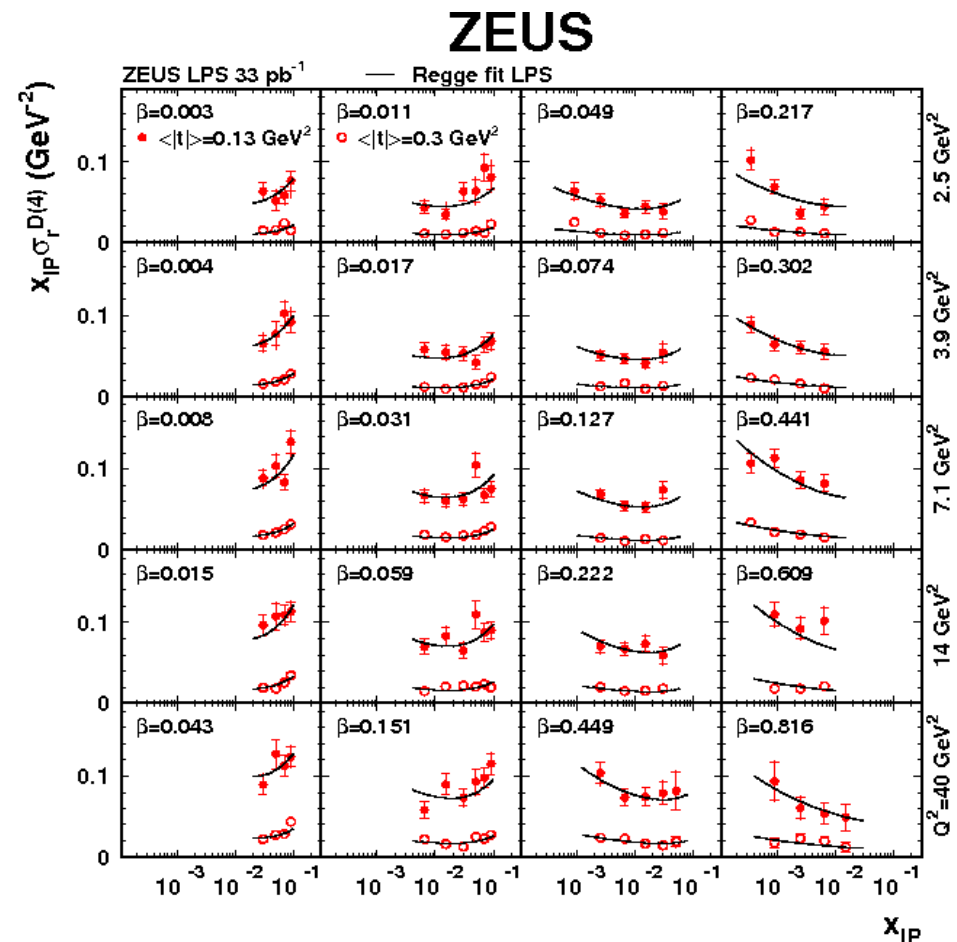 ZEUS
ZEUS LPS 33 pb⁻¹ — Regge fit LPS
x_IP σ_r^D(4) (GeV⁻²)
β=0.003 β=0.011 β=0.049 β=0.217
<|t|>=0.13 GeV² <|t|>=0.3 GeV²
0.1
0
2.5 GeV²
β=0.004 β=0.017 β=0.074 β=0.302
0.1
0
3.9 GeV²
β=0.008 β=0.031 β=0.127 β=0.441
0.1
0
7.1 GeV²
β=0.015 β=0.059 β=0.222 β=0.609
0.1
0
14 GeV²
β=0.043 β=0.151 β=0.449 β=0.816
0.1
0
Q²=40 GeV²
10⁻³ 10⁻² 10⁻¹ 10⁻³ 10⁻² 10⁻¹ 10⁻³ 10⁻² 10⁻¹ 10⁻³ 10⁻² 10⁻¹
x_IP